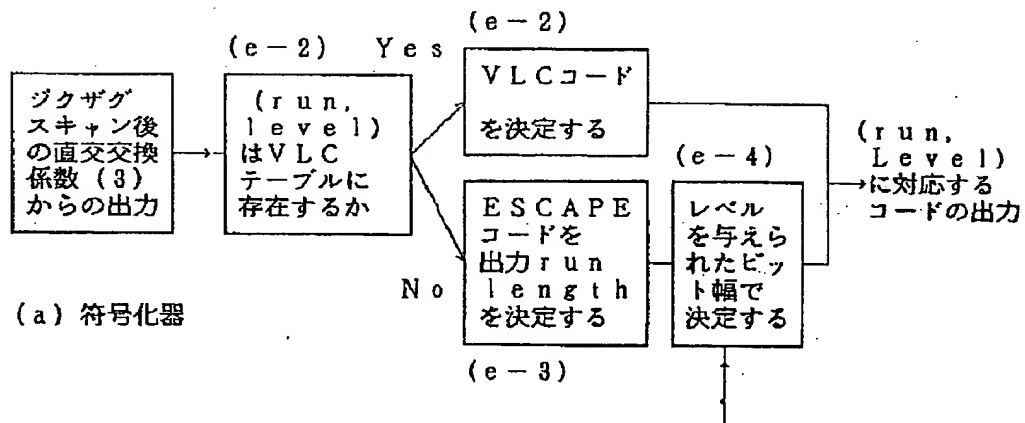 (e-2)
(e-2) Yes
ジクザグ
スキャン後
の直交交換
係数(3)
からの出力
(run,
level)
はVLC
テーブルに
存在するか
VLCコード
を決定する
(e-4)
(run,
Level)
に対応する
コードの出力
ESCAPE
コードを
出力run
length
を決定する
レベル
を与えら
れたビッ
ト幅で
決定する
No
(a)符号化器
(e-3)